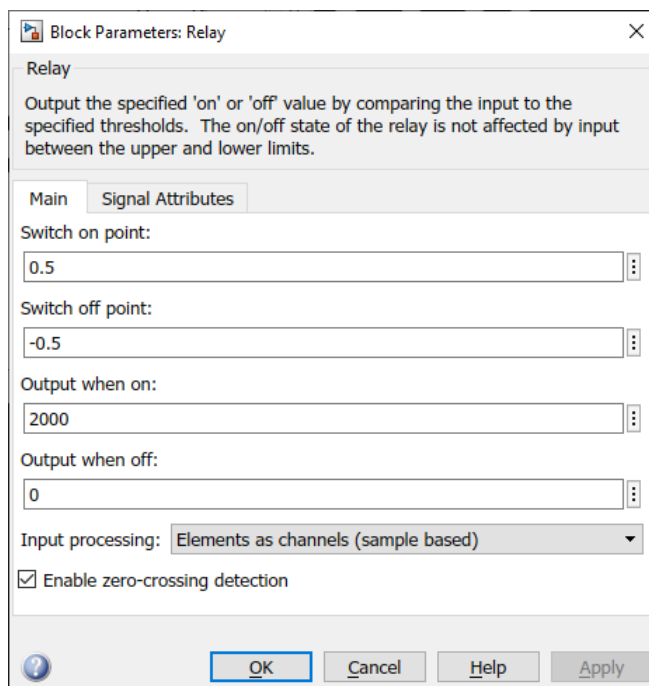 Block Parameters: Relay
Relay
Output the specified 'on' or 'off' value by comparing the input to the
specified thresholds.  The on/off state of the relay is not affected by input
between the upper and lower limits.
Main
Signal Attributes
Switch on point:
0.5
Switch off point:
-0.5
Output when on:
2000
Output when off:
0
Input processing: Elements as channels (sample based)
Enable zero-crossing detection
OK
Cancel
Help
Apply